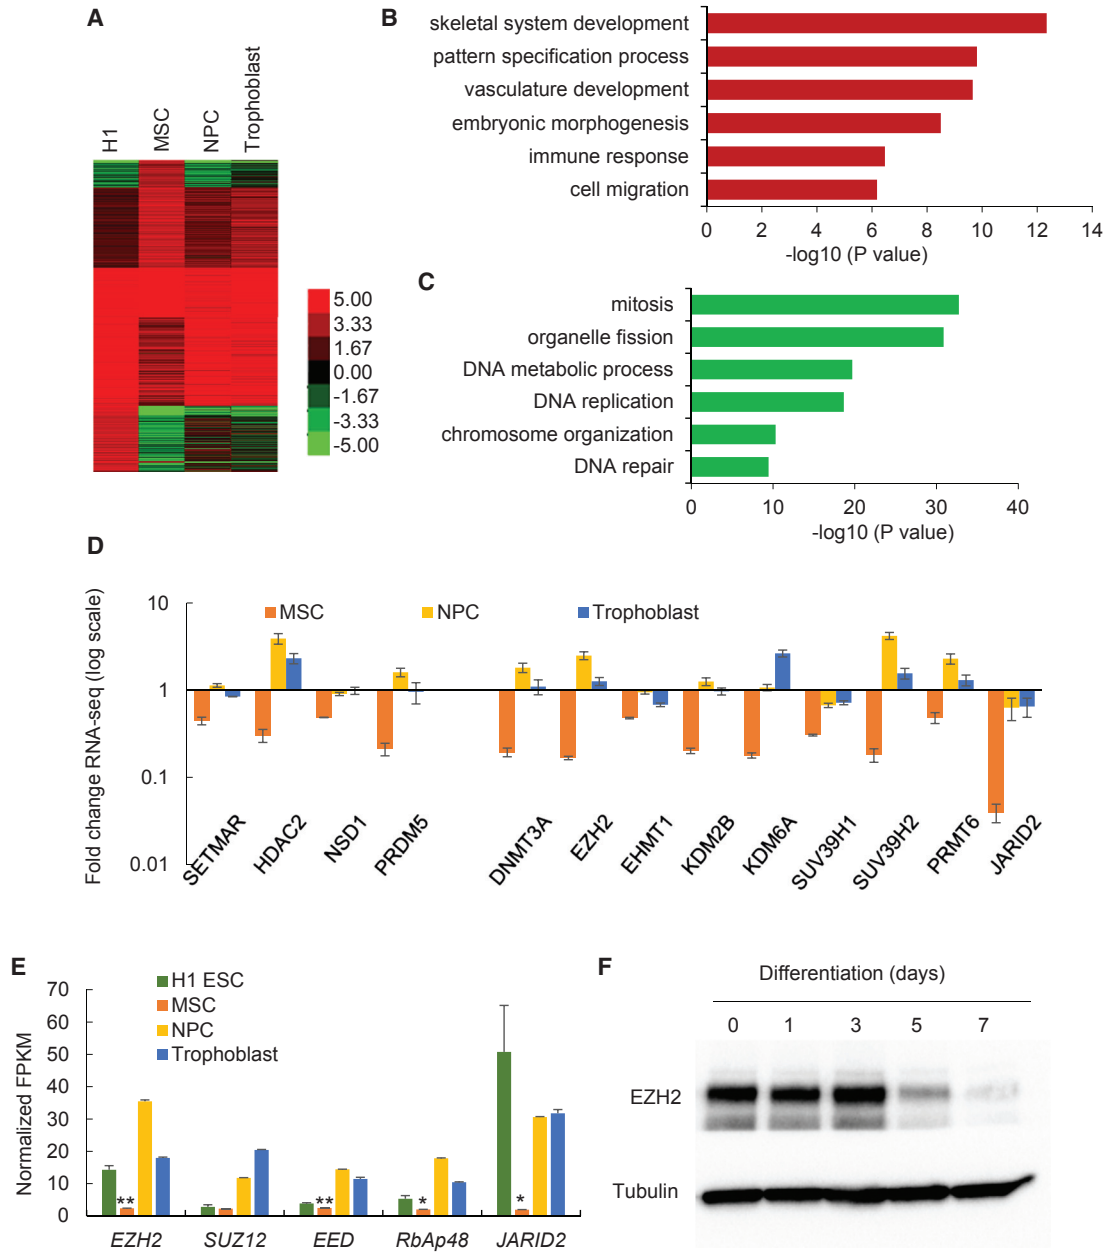 A
H1
MSC
NPC
Trophoblast
5.00
3.33
1.67
0.00
-1.67
-3.33
-5.00
B
skeletal system development
pattern specification process
vasculature development
embryonic morphogenesis
immune response
cell migration
0 2 4 6 8 10 12 14
-log10 (P value)
C
mitosis
organelle fission
DNA metabolic process
DNA replication
chromosome organization
DNA repair
0 10 20 30 40
-log10 (P value)
D
Fold change RNA-seq (log scale)
10
1
0.1
0.01
MSC NPC Trophoblast
SETMAR
HDAC2
NSD1
PRDM5
DNMT3A
EZH2
EHMT1
KDM2B
KDM6A
SUV39H1
SUV39H2
PRMT6
JARID2
E
Normalized FPKM
70
60
50
40
30
20
10
0
H1 ESC
MSC
NPC
Trophoblast
** ** * *
EZH2 SUZ12 EED RbAp48 JARID2
F
Differentiation (days)
0 1 3 5 7
EZH2
Tubulin